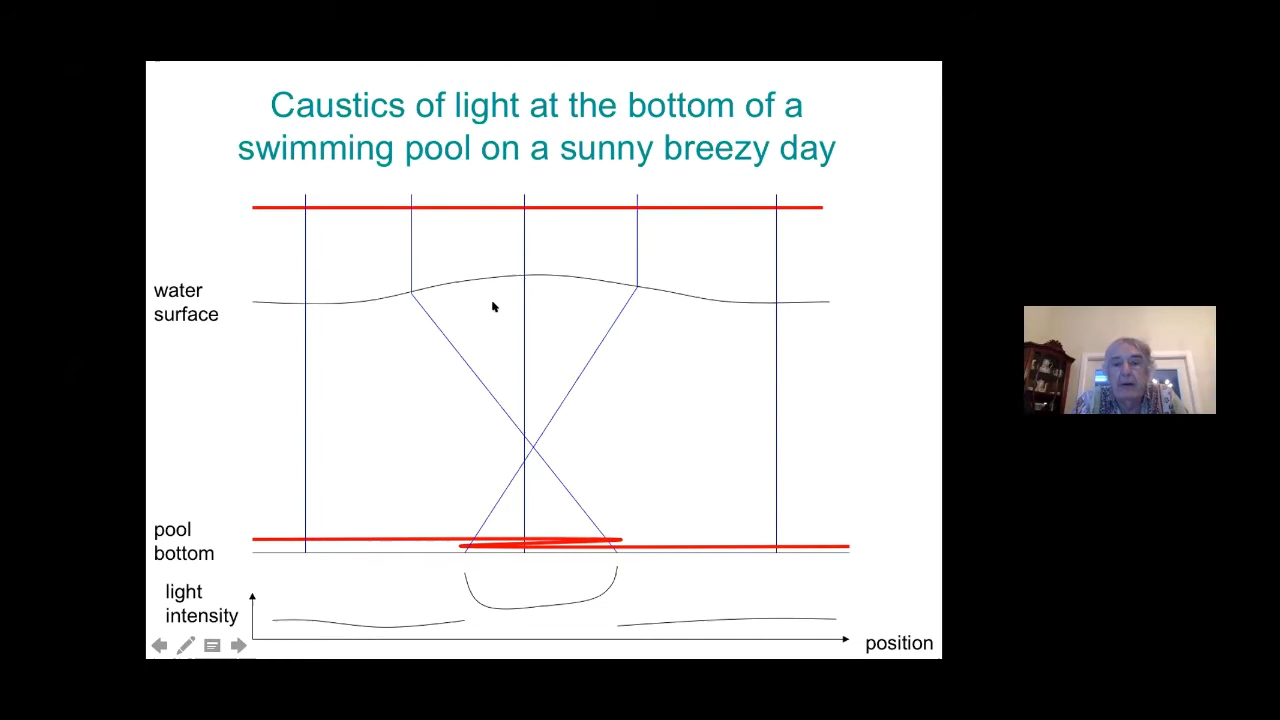 Caustics of light at the bottom of a
swimming pool on a sunny breezy day
water
surface
pool
bottom
light
intensity
position